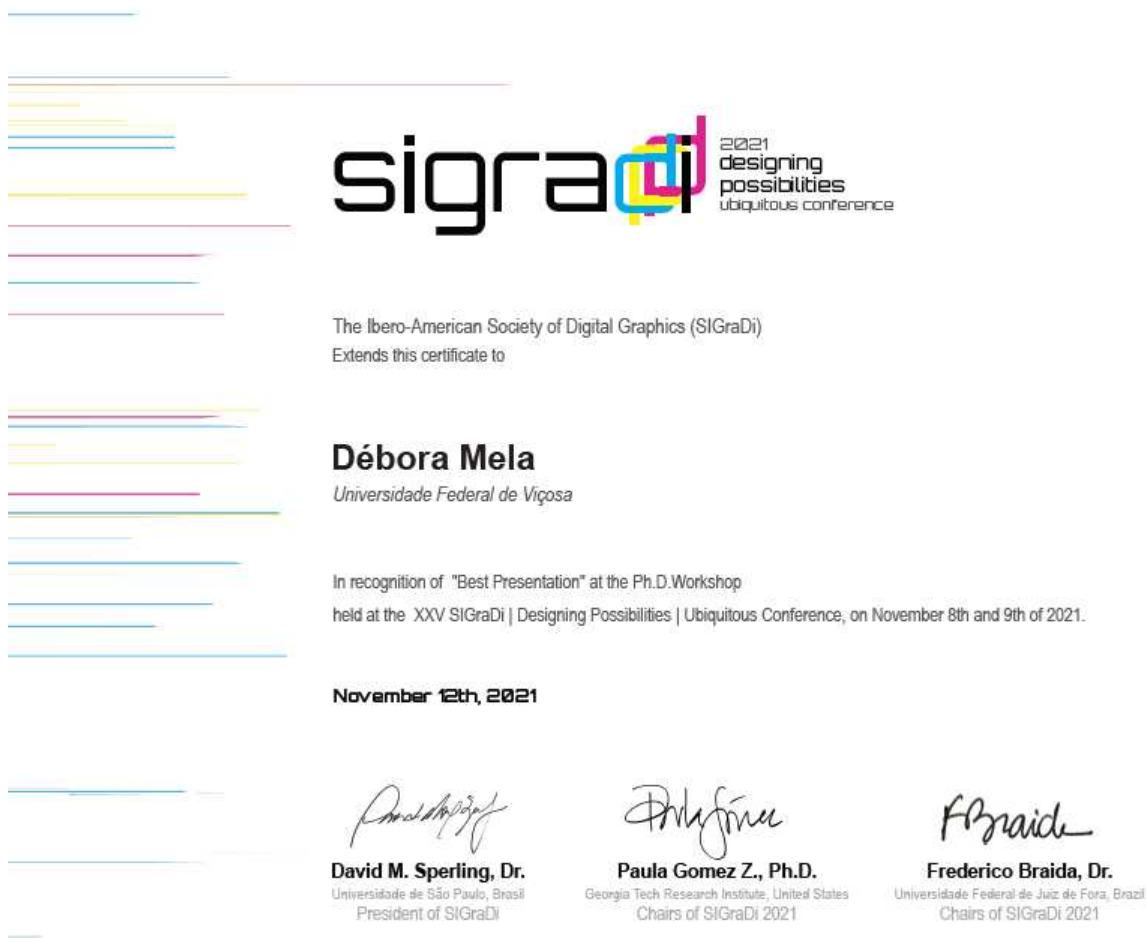 sigradi
2021
designing
possibilities
ubiquitous conference
The Ibero-American Society of Digital Graphics (SIGraDi)
Extends this certificate to
Débora Mela
Universidade Federal de Viçosa
In recognition of "Best Presentation" at the Ph.D.Workshop
held at the XXV SIGraDi | Designing Possibilities | Ubiquitous Conference, on November 8th and 9th of 2021.
November 12th, 2021
David M. Sperling, Dr.
Universidade de São Paulo, Brasil
President of SIGraDi
Paula Gomez Z., Ph.D.
Georgia Tech Research Institute, United States
Chairs of SIGraDi 2021
FBraida
Frederico Braida, Dr.
Universidade Federal de Juiz de Fora, Brazil
Chairs of SIGraDi 2021